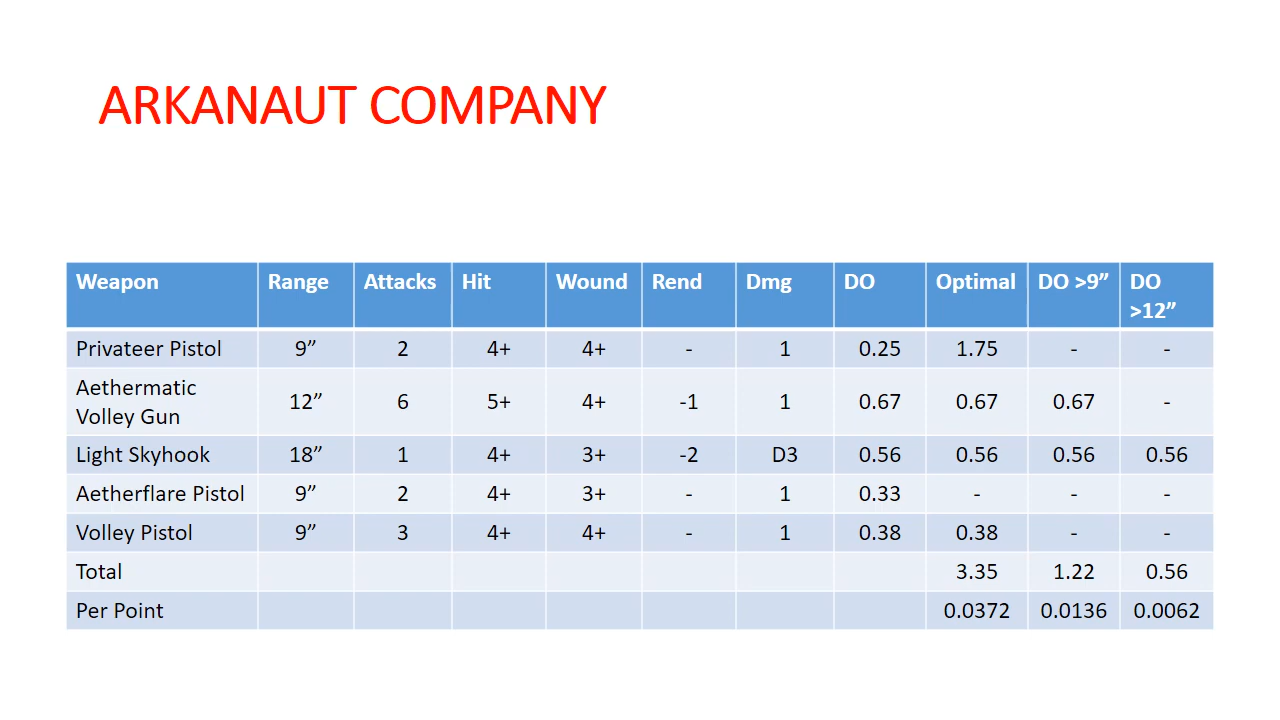 ARKANAUT COMPANY
Weapon Range Attacks Hit Wound Rend Dmg DO Optimal DO >9” DO >12”
Privateer Pistol 9” 2 4+ 4+ - 1 0.25 1.75 - -
Aethermatic Volley Gun 12” 6 5+ 4+ -1 1 0.67 0.67 0.67 -
Light Skyhook 18” 1 4+ 3+ -2 D3 0.56 0.56 0.56 0.56
Aetherflare Pistol 9” 2 4+ 3+ - 1 0.33 - - -
Volley Pistol 9” 3 4+ 4+ - 1 0.38 0.38 - -
Total 3.35 1.22 0.56
Per Point 0.0372 0.0136 0.0062